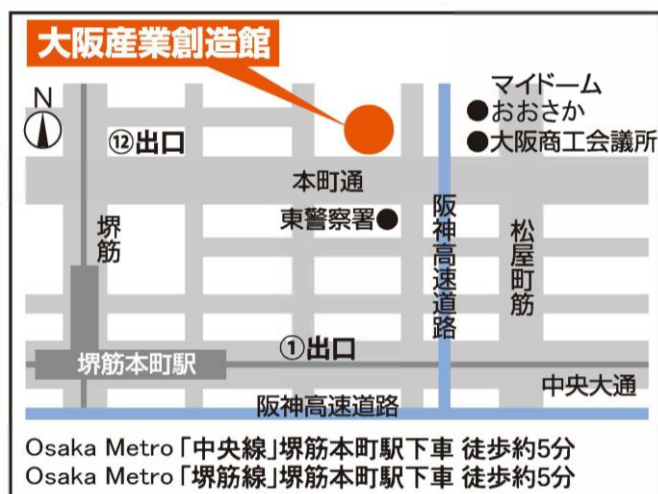 大阪産業創造館
N
マイドーム
おおさか
大阪商工会議所
⑫出口
本町通
東警察署
堺筋
阪神高速道路
松屋町筋
①出口
堺筋本町駅
中央大通
阪神高速道路
Osaka Metro「中央線」堺筋本町駅下車 徒歩約5分
Osaka Metro「堺筋線」堺筋本町駅下車 徒歩約5分